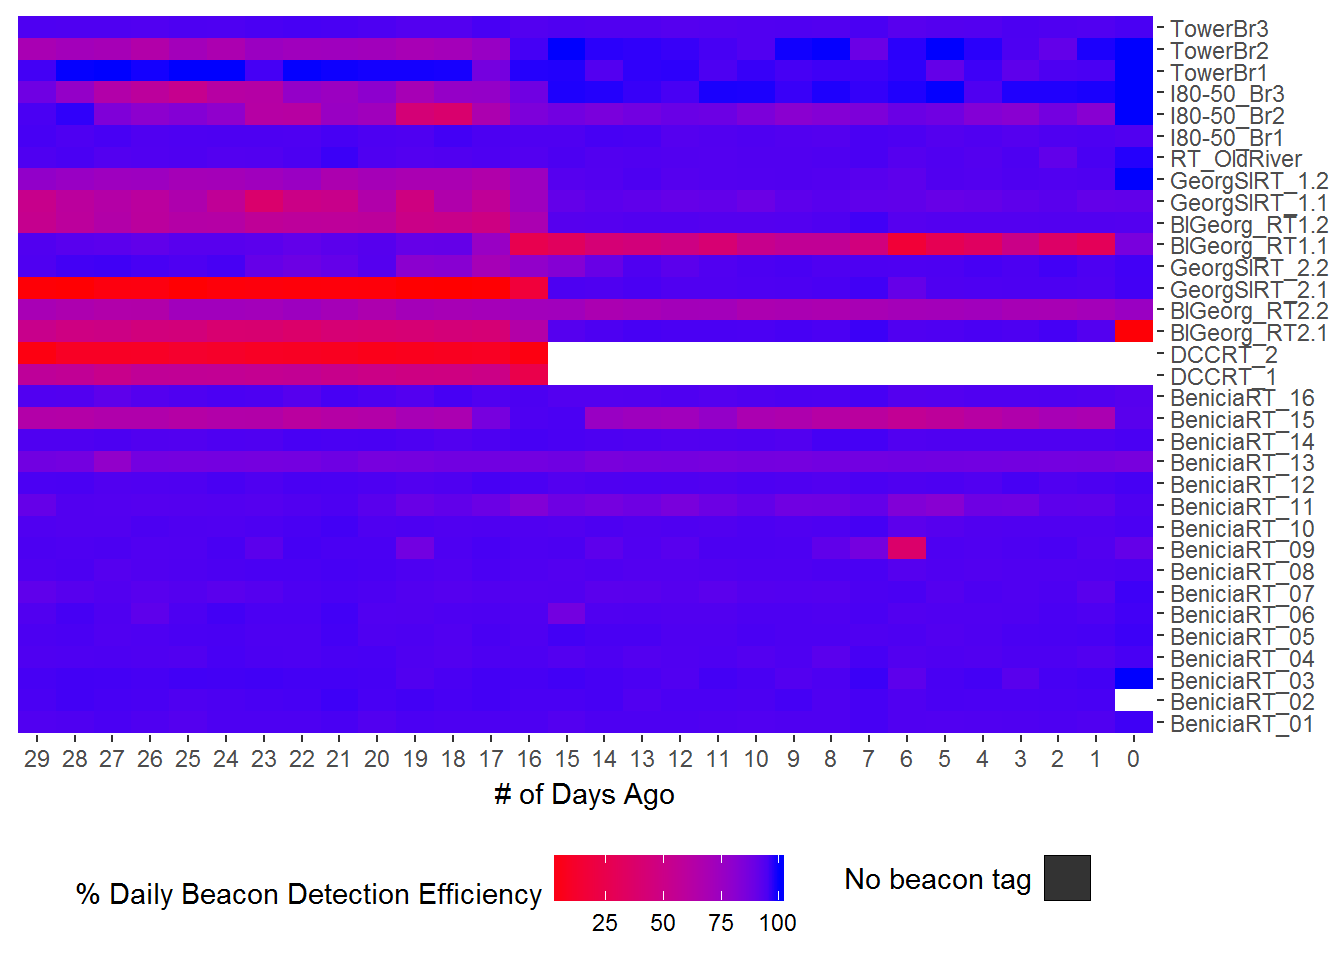 TowerBr3
TowerBr2
TowerBr1
I80-50_Br3
I80-50_Br2
I80-50_Br1
RT_OldRiver
GeorgSlRT_1.2
GeorgSlRT_1.1
BlGeorg_RT1.2
BlGeorg_RT1.1
GeorgSlRT_2.2
GeorgSlRT_2.1
BlGeorg_RT2.2
BlGeorg_RT2.1
DCCRT_2
DCCRT_1
BeniciaRT_16
BeniciaRT_15
BeniciaRT_14
BeniciaRT_13
BeniciaRT_12
BeniciaRT_11
BeniciaRT_10
BeniciaRT_09
BeniciaRT_08
BeniciaRT_07
BeniciaRT_06
BeniciaRT_05
BeniciaRT_04
BeniciaRT_03
BeniciaRT_02
BeniciaRT_01
29 28 27 26 25 24 23 22 21 20 19 18 17 16 15 14 13 12 11 10 9 8 7 6 5 4 3 2 1 0
# of Days Ago
% Daily Beacon Detection Efficiency
25 50 75 100
No beacon tag